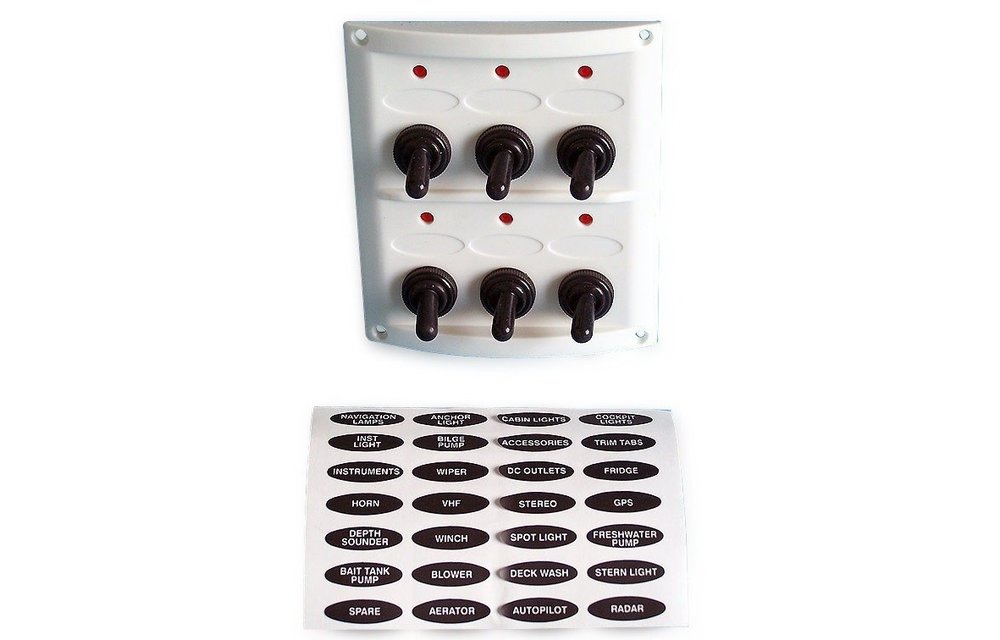 NAVIGATION LAMPS
ANCHOR LIGHT
CABIN LIGHTS
COCKPIT LIGHTS
INST LIGHT
BILGE PUMP
ACCESSORIES
TRIM TABS
INSTRUMENTS
WIPER
DC OUTLETS
FRIDGE
HORN
VHF
STEREO
GPS
DEPTH SOUNDER
WINCH
SPOT LIGHT
FRESHWATER PUMP
BAIT TANK PUMP
BLOWER
DECK WASH
STERN LIGHT
SPARE
AERATOR
AUTOPILOT
RADAR